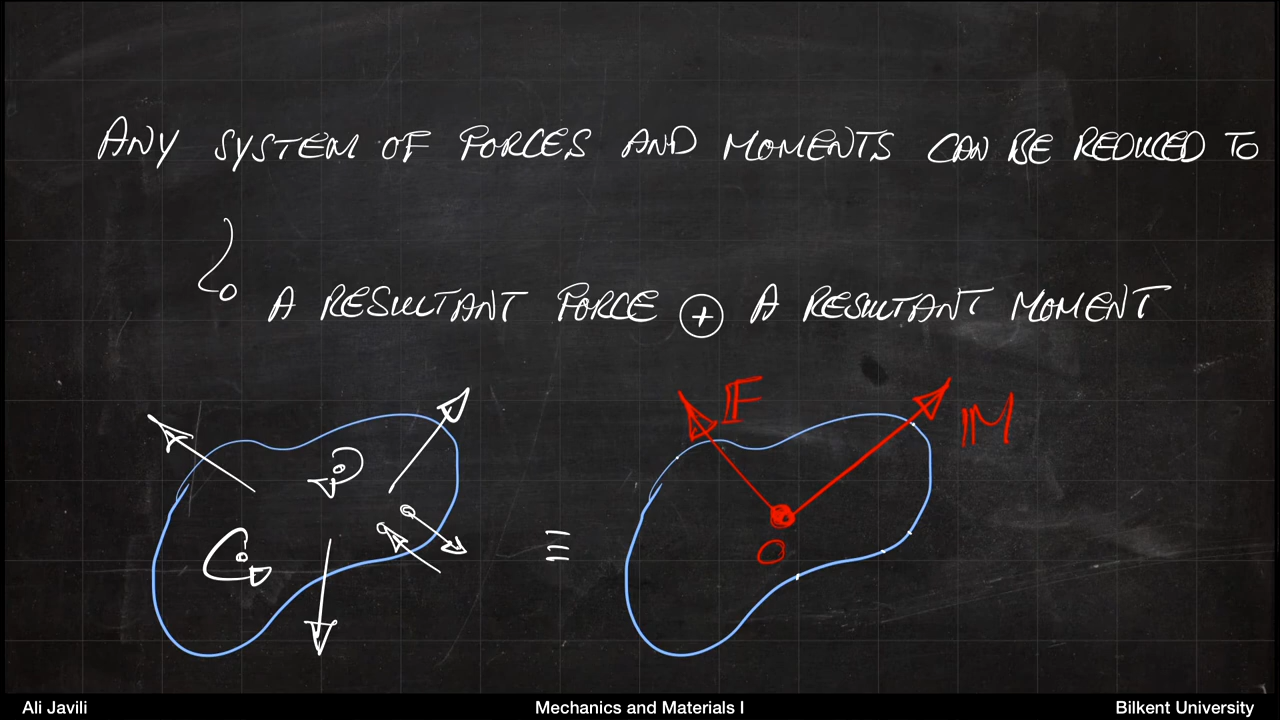 ANY SYSTEM OF FORCES AND MOMENTS CAN BE REDUCED TO
A RESULTANT FORCE + A RESULTANT MOMENT
F
M
≡
O
Ali Javili
Mechanics and Materials I
Bilkent University